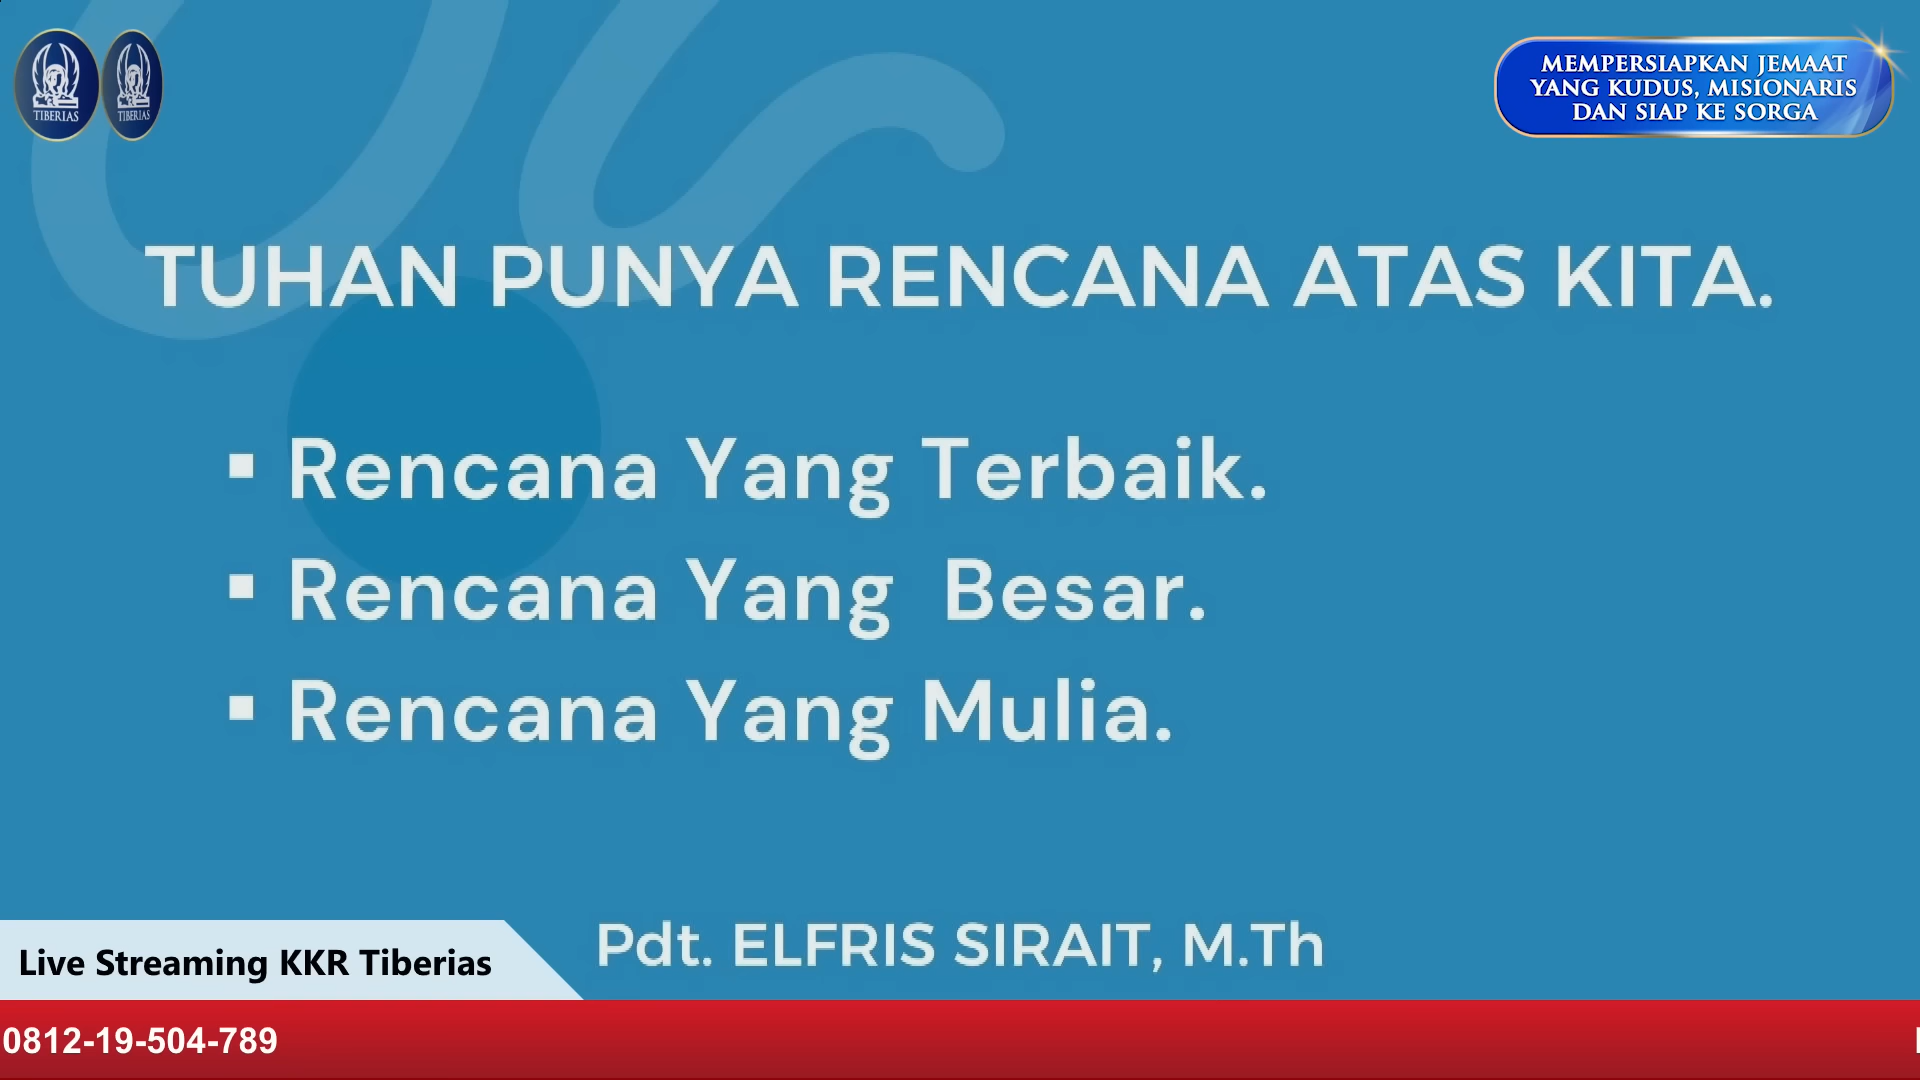 TIBERIAS
TIBERIAS
MEMPERSIAPKAN JEMAAT
YANG KUDUS, MISIONARIS
DAN SIAP KE SORGA
TUHAN PUNYA RENCANA ATAS KITA.
▪ Rencana Yang Terbaik.
▪ Rencana Yang Besar.
▪ Rencana Yang Mulia.
Pdt. ELFRIS SIRAIT, M.Th
Live Streaming KKR Tiberias
0812-19-504-789